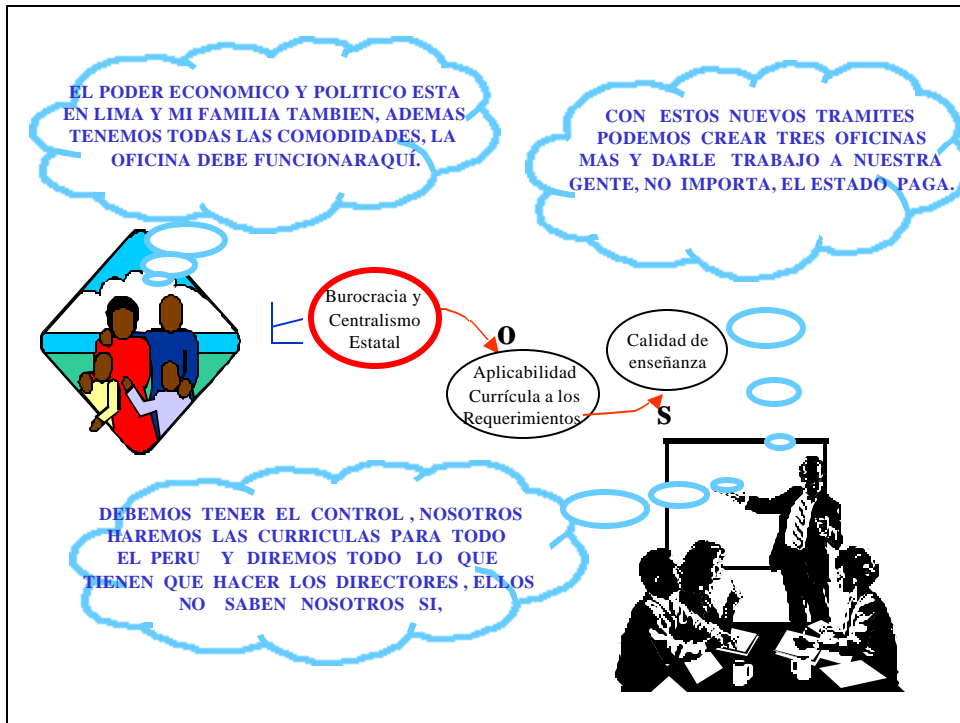 EL PODER ECONOMICO Y POLITICO ESTA
EN LIMA Y MI FAMILIA TAMBIEN, ADEMAS
TENEMOS TODAS LAS COMODIDADES, LA
OFICINA DEBE FUNCIONARAQUÍ.
CON ESTOS NUEVOS TRAMITES
PODEMOS CREAR TRES OFICINAS
MAS Y DARLE TRABAJO A NUESTRA
GENTE, NO IMPORTA, EL ESTADO PAGA.
Burocracia y
Centralismo
Estatal
O
Aplicabilidad
Currícula a los
Requerimientos
Calidad de
enseñanza
S
DEBEMOS TENER EL CONTROL , NOSOTROS
HAREMOS LAS CURRICULAS PARA TODO
EL PERU Y DIREMOS TODO LO QUE
TIENEN QUE HACER LOS DIRECTORES , ELLOS
NO SABEN NOSOTROS SI,